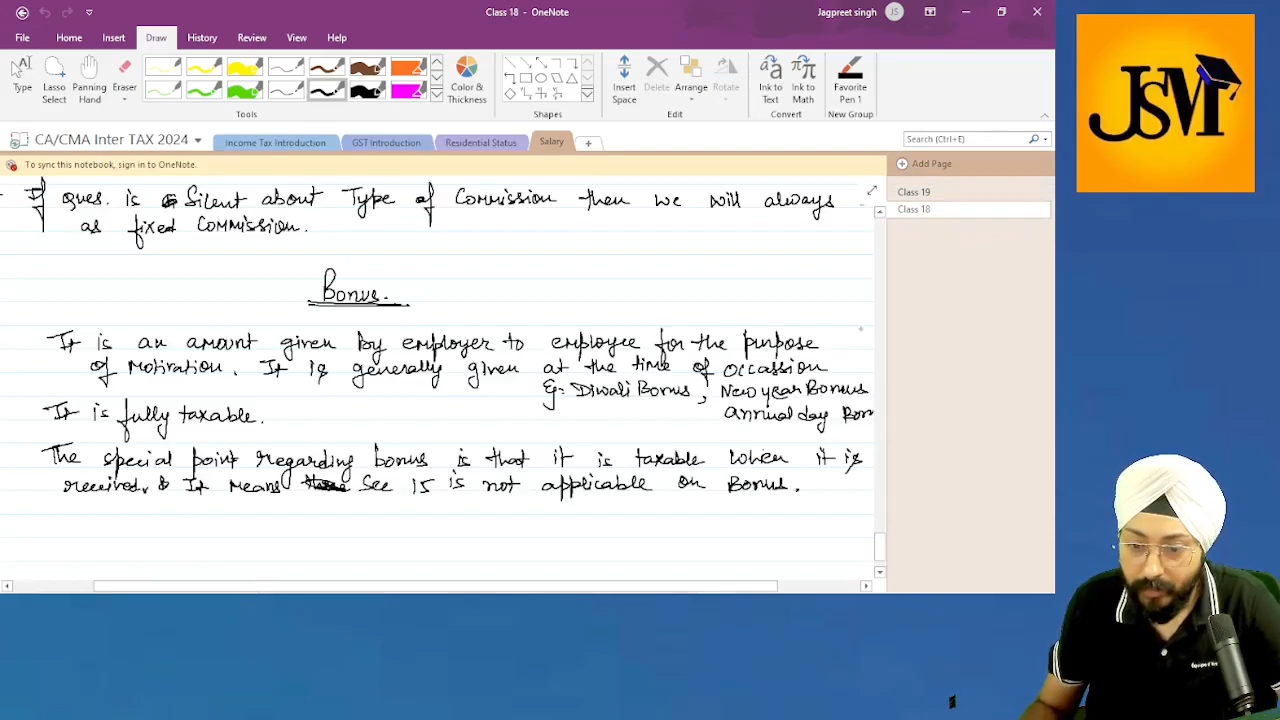 Class 18 - OneNote
Jagpreet singh JS
File Home Insert Draw History Review View Help
Type Lasso Select Panning Hand Eraser
Color & Thickness
Insert Space Delete Arrange Rotate
Ink to Text Ink to Math
Favorite Pen 1
Tools Shapes Edit Convert New Group
CA/CMA Inter TAX 2024
Income Tax Introduction GST Introduction Residential Status Salary
Search (Ctrl+E)
To sync this notebook, sign in to OneNote.
Add Page
Class 19
Class 18
If ques. is Silent about Type of Commission then we will always
as fixed Commission.
Bonus.
It is an amount given by employer to employee for the purpose
of Motivation. It is generally given at the time of occassion
Eg:- Diwali Bonus, New year Bonus
annual day Bon
It is fully taxable.
The special point regarding bonus is that it is taxable when it is
received. & It Means Sec 15 is not applicable on Bonus.
JSM